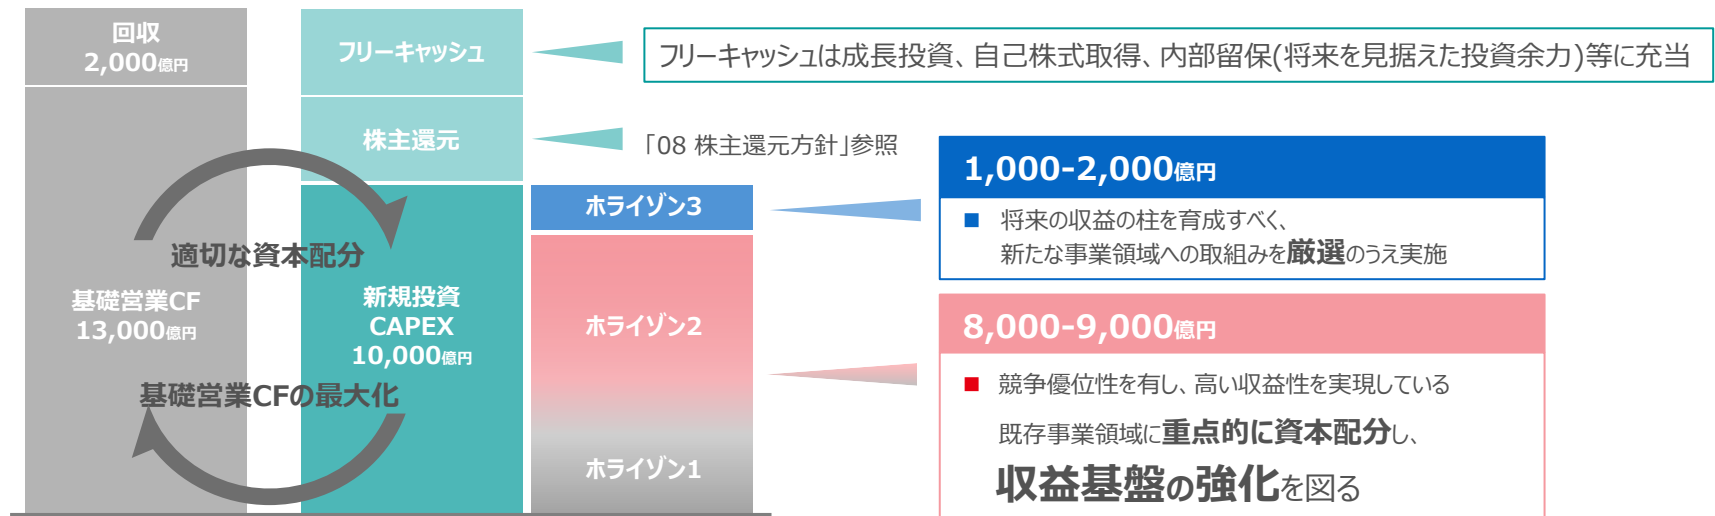 回収
2,000億円
適切な資本配分
基礎営業CF
13,000億円
基礎営業CFの最大化
フリーキャッシュ
株主還元
新規投資
CAPEX
10,000億円
ホライゾン3
ホライゾン2
ホライゾン1
フリーキャッシュは成長投資、自己株式取得、内部留保(将来を見据えた投資余力)等に充当
「08 株主還元方針」参照
1,000-2,000億円
■ 将来の収益の柱を育成すべく、
新たな事業領域への取組みを厳選のうえ実施
8,000-9,000億円
■ 競争優位性を有し、高い収益性を実現している
既存事業領域に重点的に資本配分し、
収益基盤の強化を図る